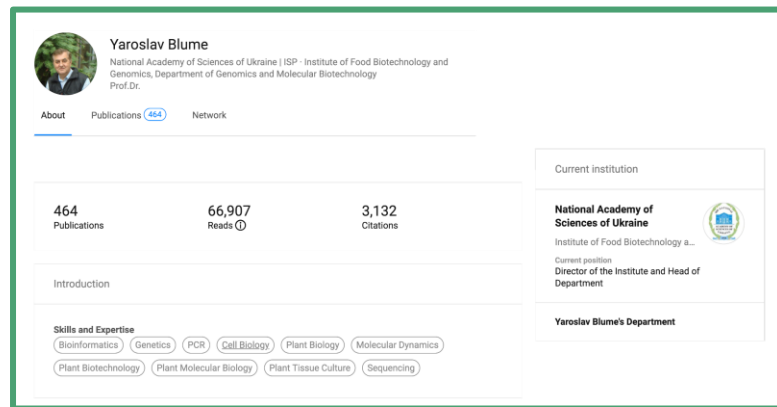 Yaroslav Blume
National Academy of Sciences of Ukraine | ISP · Institute of Food Biotechnology and
Genomics, Department of Genomics and Molecular Biotechnology
Prof.Dr.
About Publications 464 Network
464 66,907 3,132
Publications Reads Citations
Introduction
Skills and Expertise
Bioinformatics Genetics PCR Cell Biology Plant Biology Molecular Dynamics
Plant Biotechnology Plant Molecular Biology Plant Tissue Culture Sequencing
Current institution
National Academy of
Sciences of Ukraine
Institute of Food Biotechnology a...
Current position
Director of the Institute and Head of
Department
Yaroslav Blume's Department